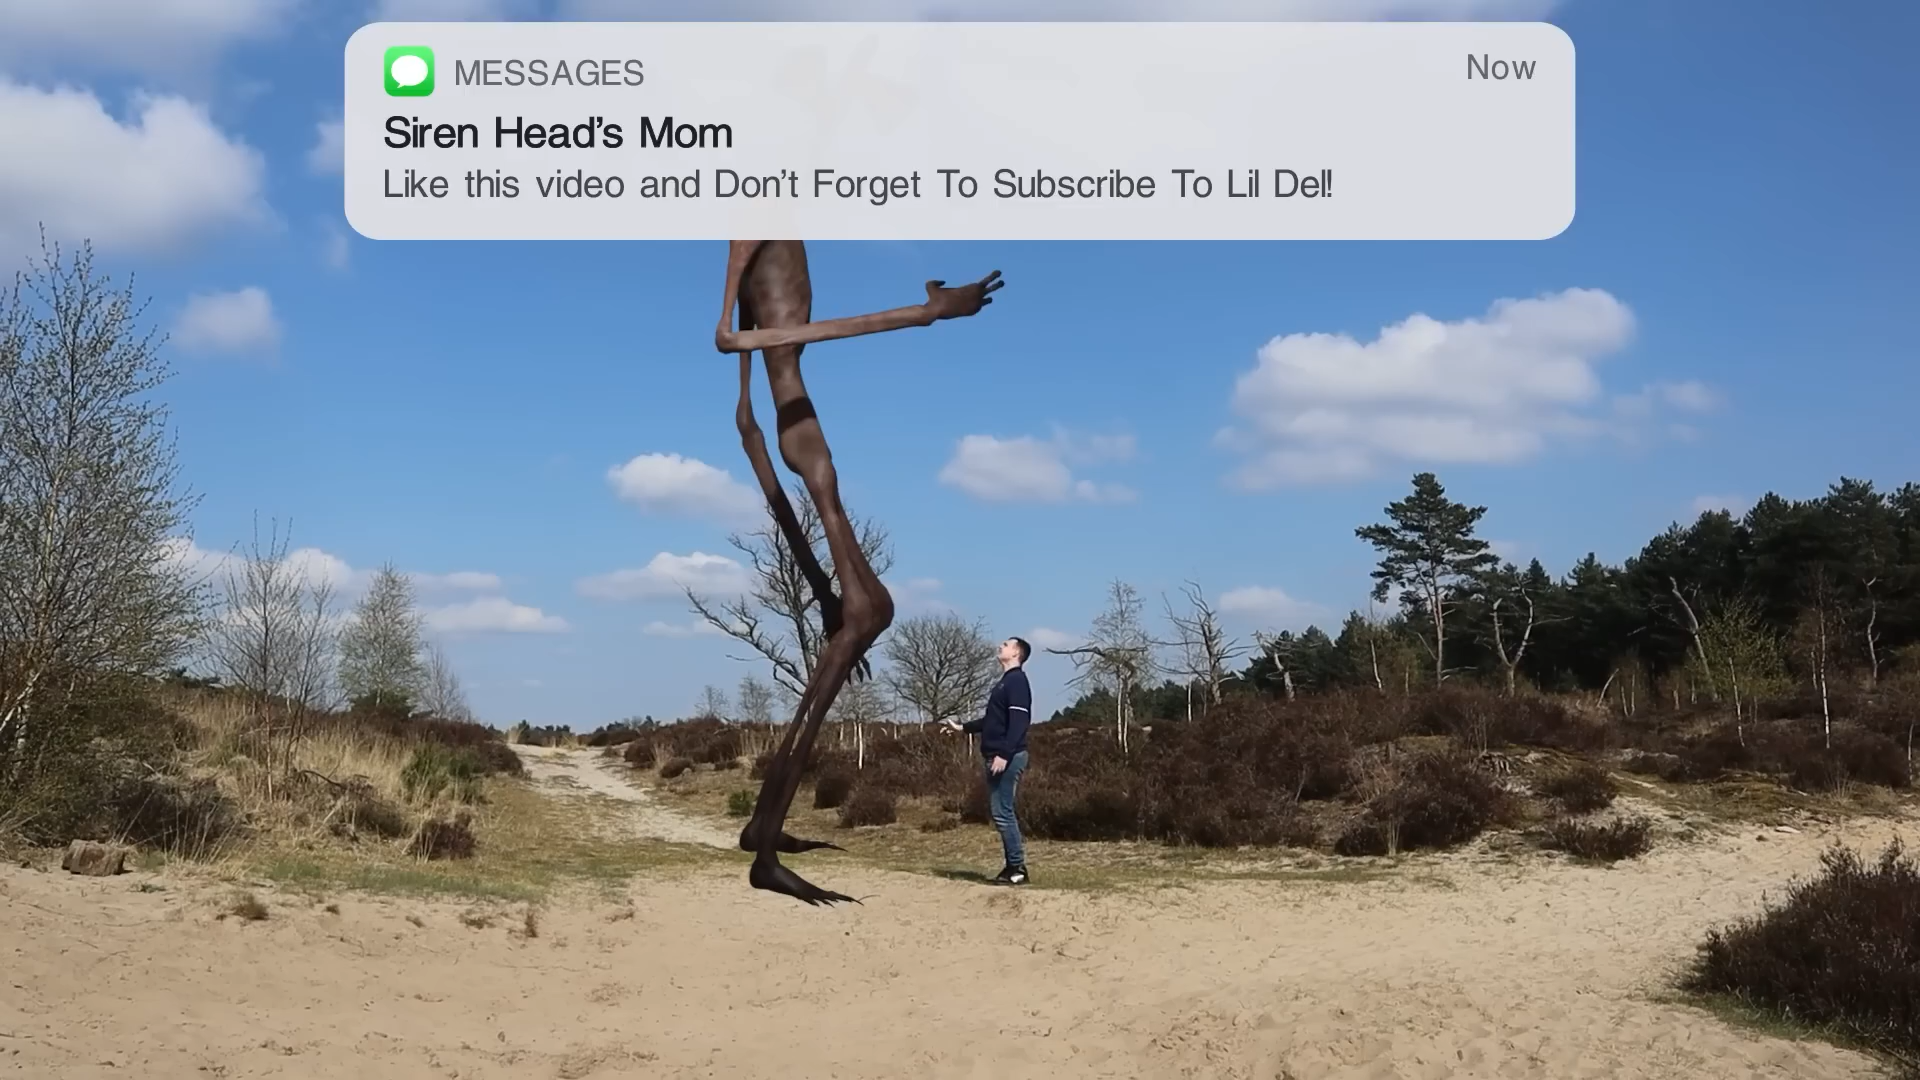 MESSAGES
Now
Siren Head's Mom
Like this video and Don't Forget To Subscribe To Lil Del!